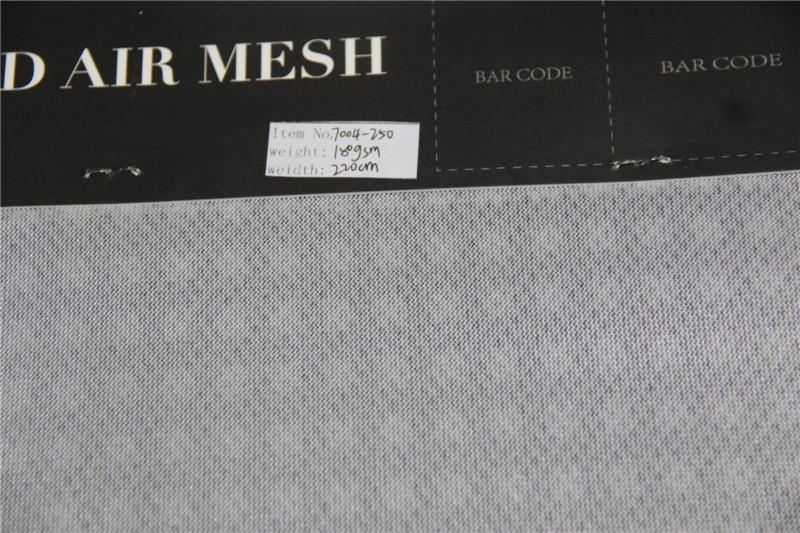 D AIR MESH
BAR CODE
BAR CODE
Item No.7004-250
weight: 180gsm
weidth: 220cm